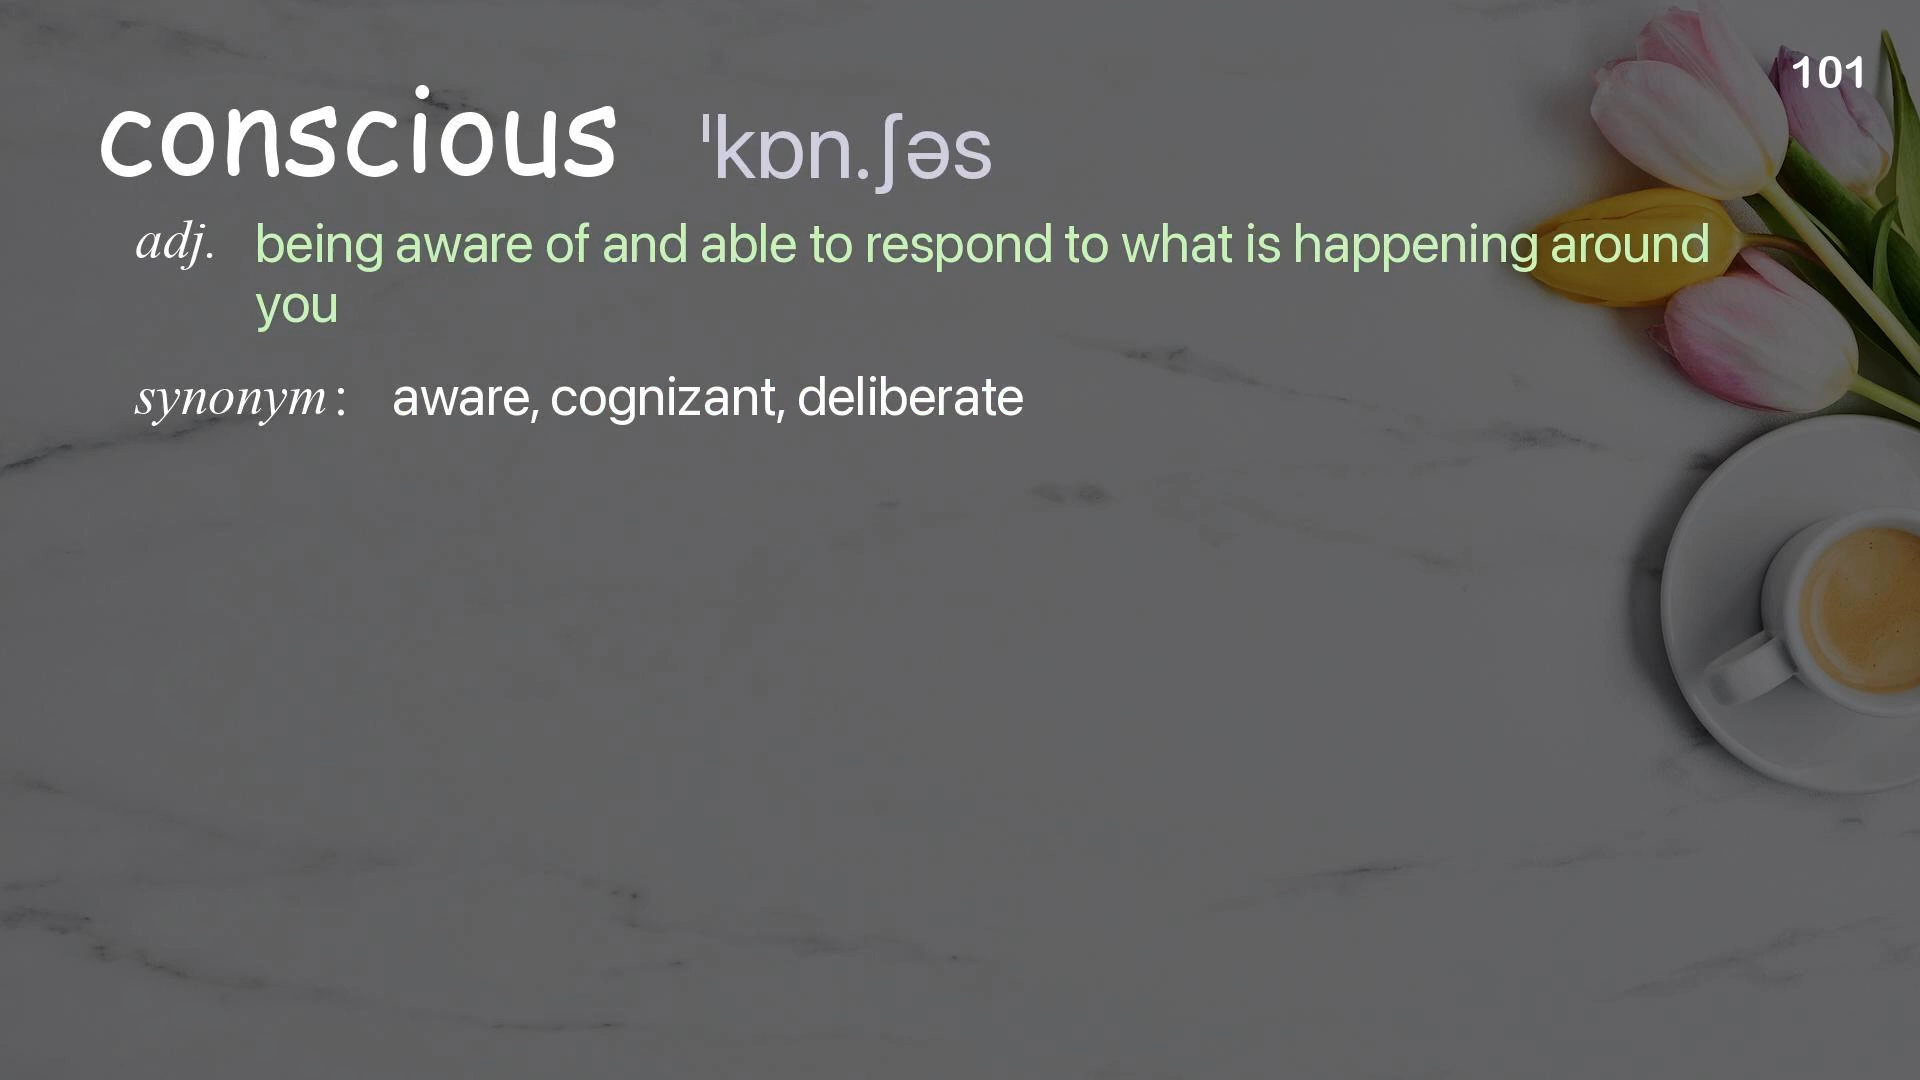 101
conscious ˈkɒn.ʃəs
adj. being aware of and able to respond to what is happening around
you
synonym : aware, cognizant, deliberate